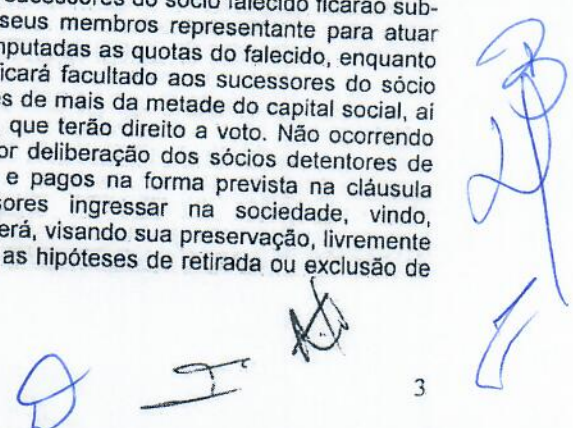 sucessores do sócio falecido ficarão sub-
seus membros representante para atuar
mputadas as quotas do falecido, enquanto
icará facultado aos sucessores do sócio
es de mais da metade do capital social, aí
que terão direito a voto. Não ocorrendo
or deliberação dos sócios detentores de
e pagos na forma prevista na cláusula
sores ingressar na sociedade, vindo,
erá, visando sua preservação, livremente
as hipóteses de retirada ou exclusão de
3